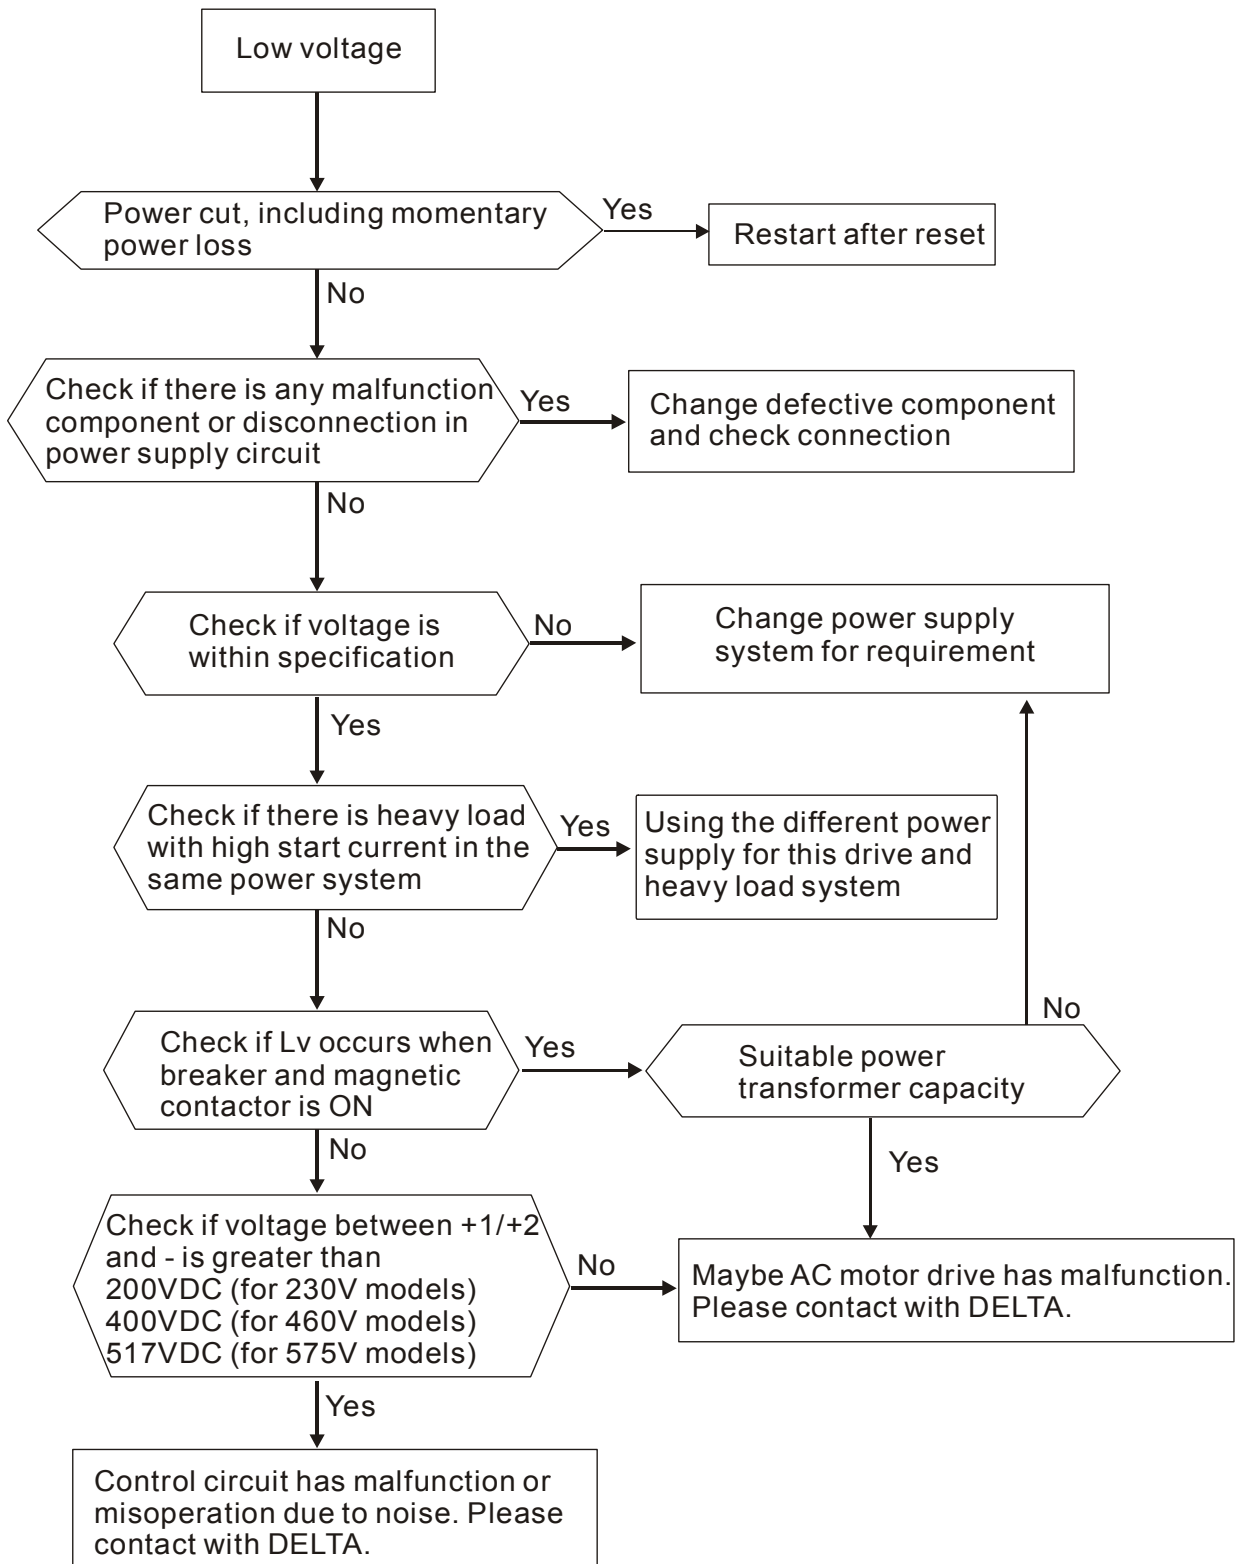 Low voltage
Power cut, including momentary
power loss
Yes
Restart after reset
No
Check if there is any malfunction
component or disconnection in
power supply circuit
Yes
Change defective component
and check connection
No
Check if voltage is
within specification
No
Change power supply
system for requirement
Yes
Check if there is heavy load
with high start current in the
same power system
Yes
Using the different power
supply for this drive and
heavy load system
No
Check if Lv occurs when
breaker and magnetic
contactor is ON
Yes
Suitable power
transformer capacity
No
Yes
No
Check if voltage between +1/+2
and - is greater than
200VDC (for 230V models)
400VDC (for 460V models)
517VDC (for 575V models)
No
Maybe AC motor drive has malfunction.
Please contact with DELTA.
Yes
Control circuit has malfunction or
misoperation due to noise. Please
contact with DELTA.